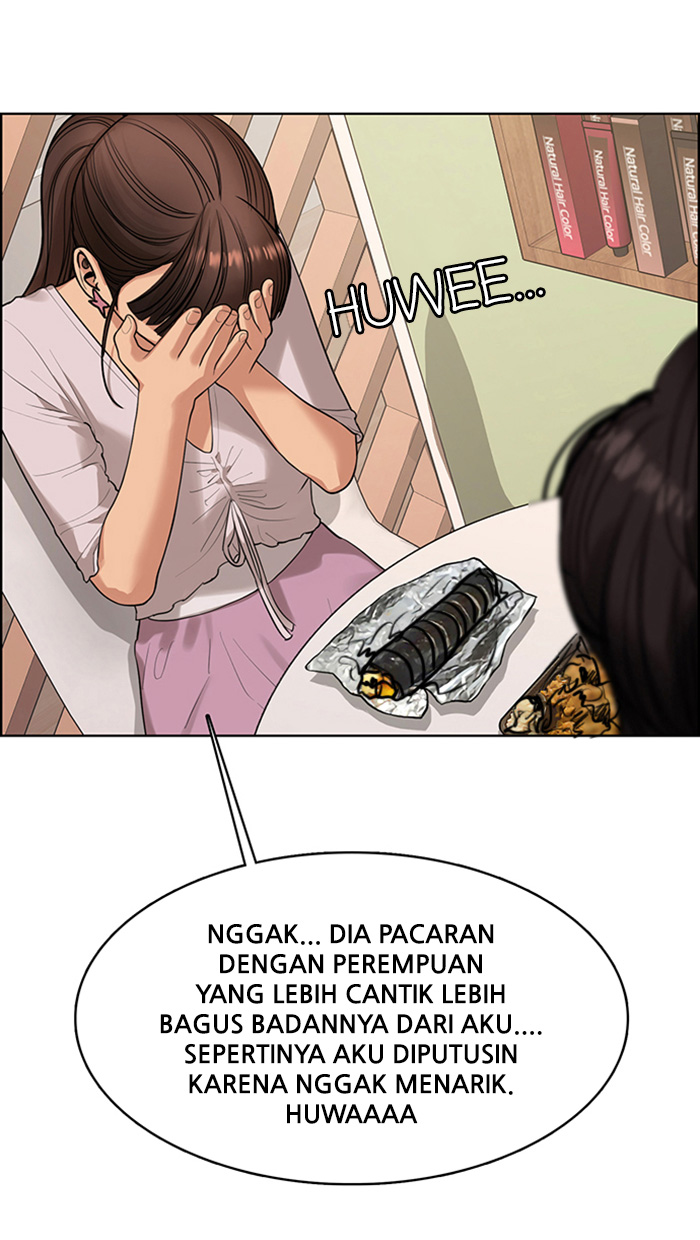 Natural Hair Color
Natural Hair Color
Natural Hair Color
HUWEE...
NGGAK... DIA PACARAN
DENGAN PEREMPUAN
YANG LEBIH CANTIK LEBIH
BAGUS BADANNYA DARI AKU....
SEPERTINYA AKU DIPUTUSIN
KARENA NGGAK MENARIK.
HUWAAAA